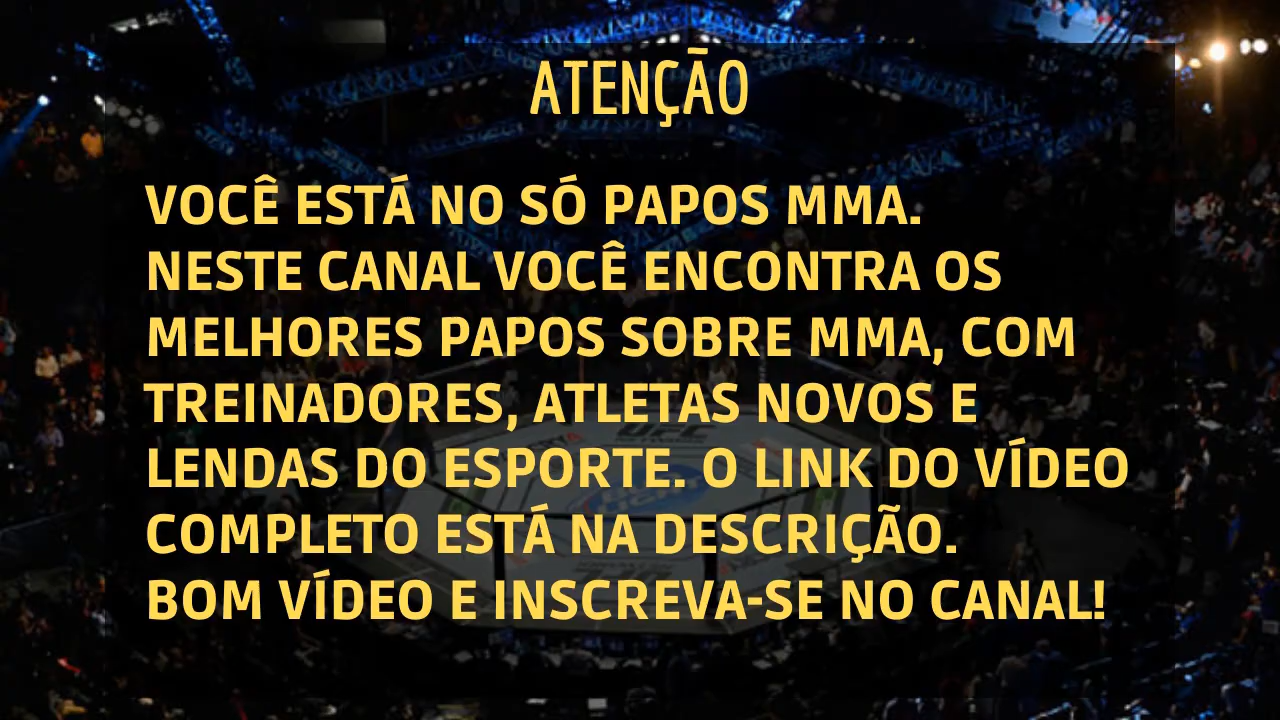 ATENÇÃO
VOCÊ ESTÁ NO SÓ PAPOS MMA.
NESTE CANAL VOCÊ ENCONTRA OS
MELHORES PAPOS SOBRE MMA, COM
TREINADORES, ATLETAS NOVOS E
LENDAS DO ESPORTE. O LINK DO VÍDEO
COMPLETO ESTÁ NA DESCRIÇÃO.
BOM VÍDEO E INSCREVA-SE NO CANAL!